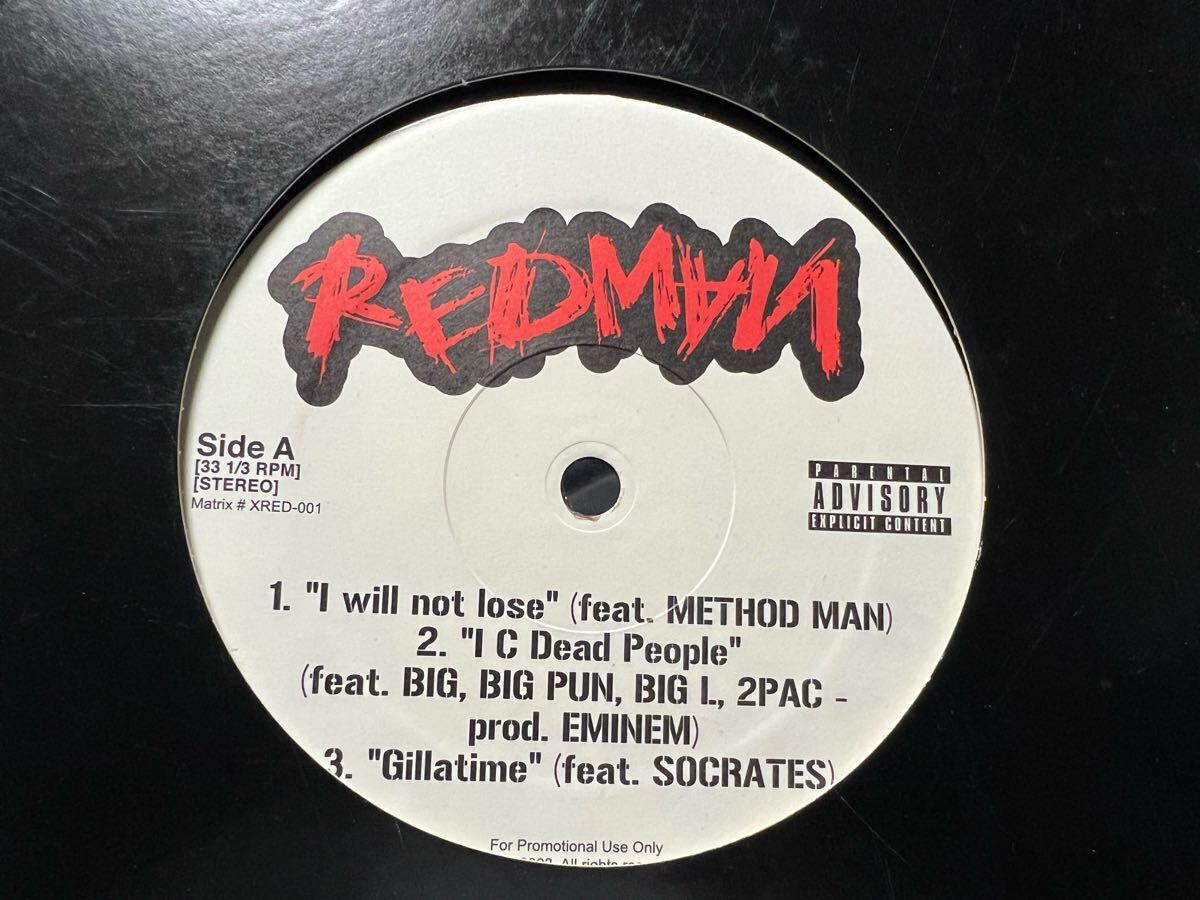 REDMAN
Side A
[33 1/3 RPM]
[STEREO]
Matrix # XRED-001
PARENTAL
ADVISORY
EXPLICIT CONTENT
1. "I will not lose" (feat. METHOD MAN)
2. "I C Dead People"
(feat. BIG, BIG PUN, BIG L, 2PAC -
prod. EMINEM)
3. "Gillatime" (feat. SOCRATES)
For Promotional Use Only
All rights